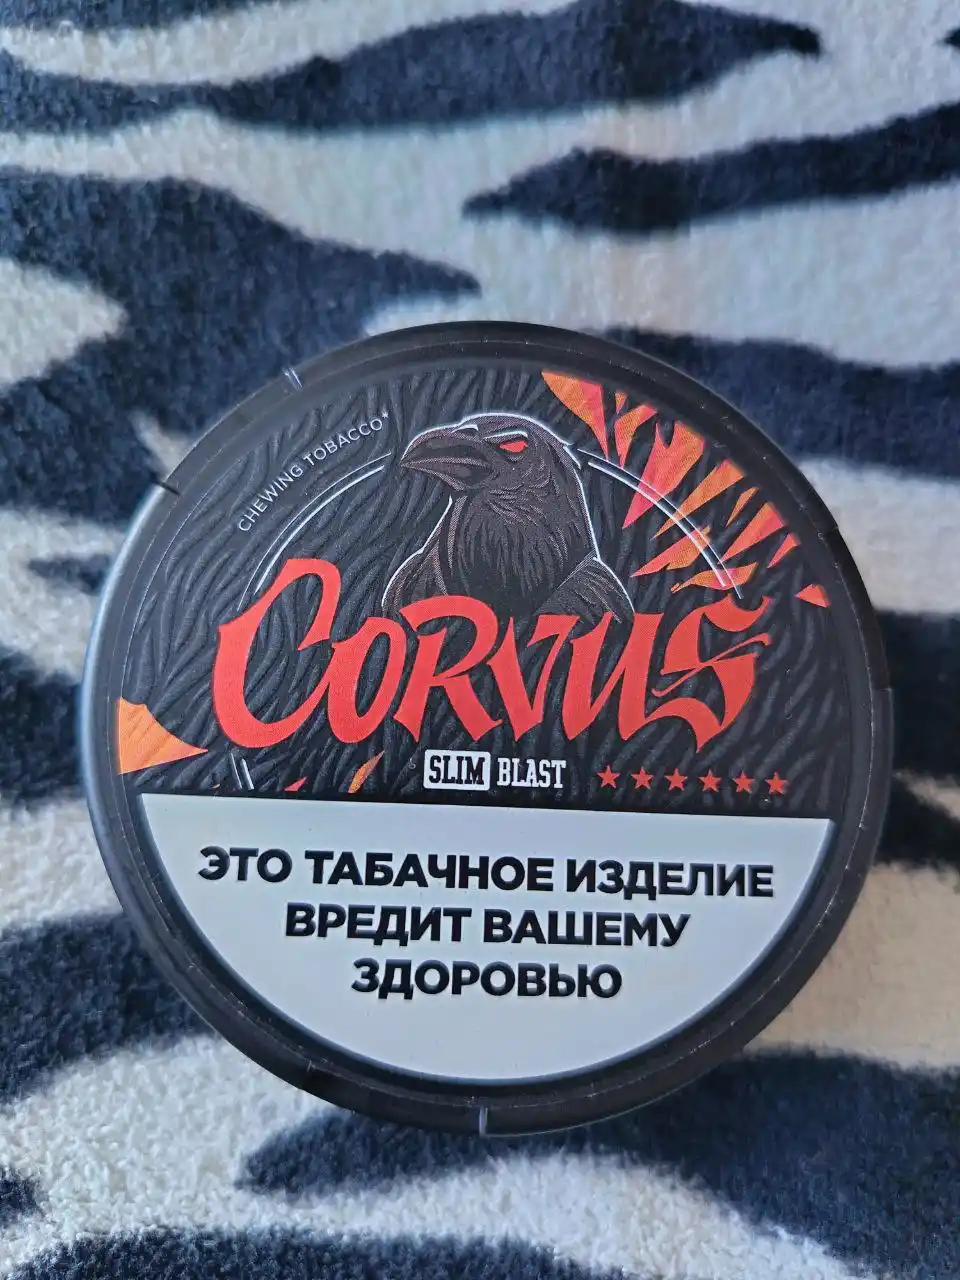 CHEWING TOBACCO*
CORVUS
SLIM BLAST ★★★★★★
ЭТО ТАБАЧНОЕ ИЗДЕЛИЕ
ВРЕДИТ ВАШЕМУ
ЗДОРОВЬЮ